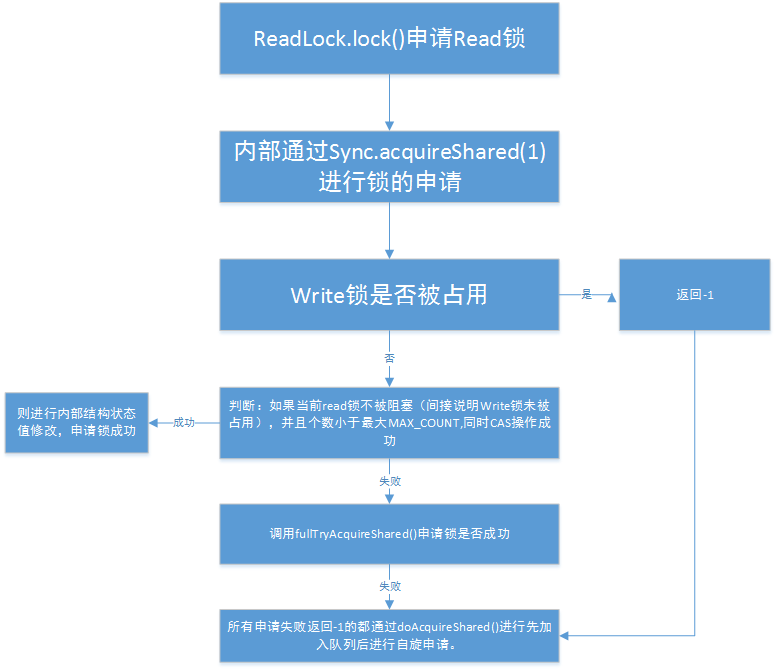 ReadLock.lock()申请Read锁
内部通过Sync.acquireShared(1)
进行锁的申请
Write锁是否被占用
是
返回-1
否
判断：如果当前read锁不被阻塞（间接说明Write锁未被
占用），并且个数小于最大MAX_COUNT,同时CAS操作成
功
成功
则进行内部结构状态
值修改，申请锁成功
失败
调用fullTryAcquireShared()申请锁是否成功
失败
所有申请失败返回-1的都通过doAcquireShared()进行先加
入队列后进行自旋申请。